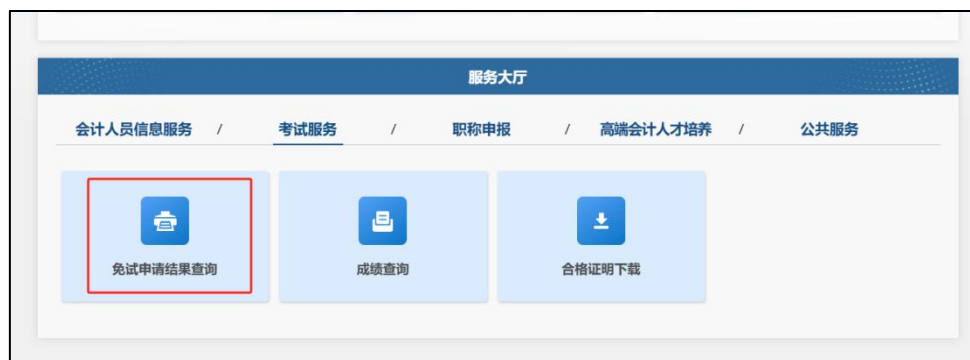 服务大厅
会计人员信息服务 / 考试服务 / 职称申报 / 高端会计人才培养 / 公共服务
免试申请结果查询 成绩查询 合格证明下载